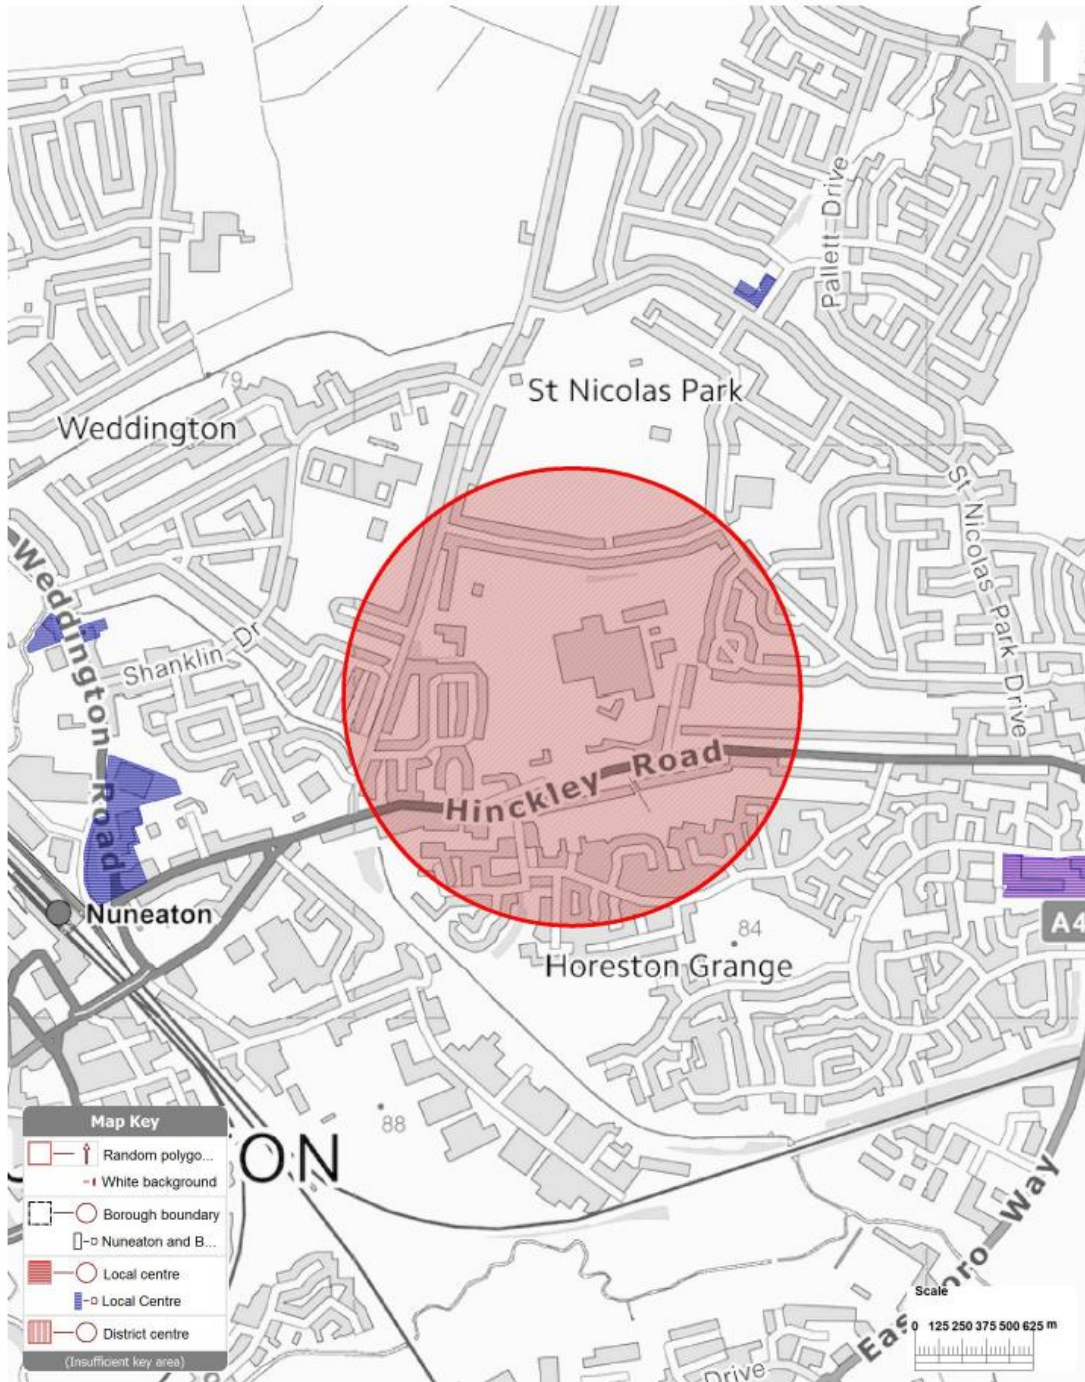 Pallett Drive
79
St Nicolas Park
Weddington
St Nicolas Park Drive
Weddington Road
Shanklin Dr
Hinckley Road
Nuneaton
A4
84
Horeston Grange
88
ON
Map Key
Random polygo...
White background
Borough boundary
Nuneaton and B...
Local centre
Local Centre
District centre
(Insufficient key area)
Way
Scale
0 125 250 375 500 625 m
Drive